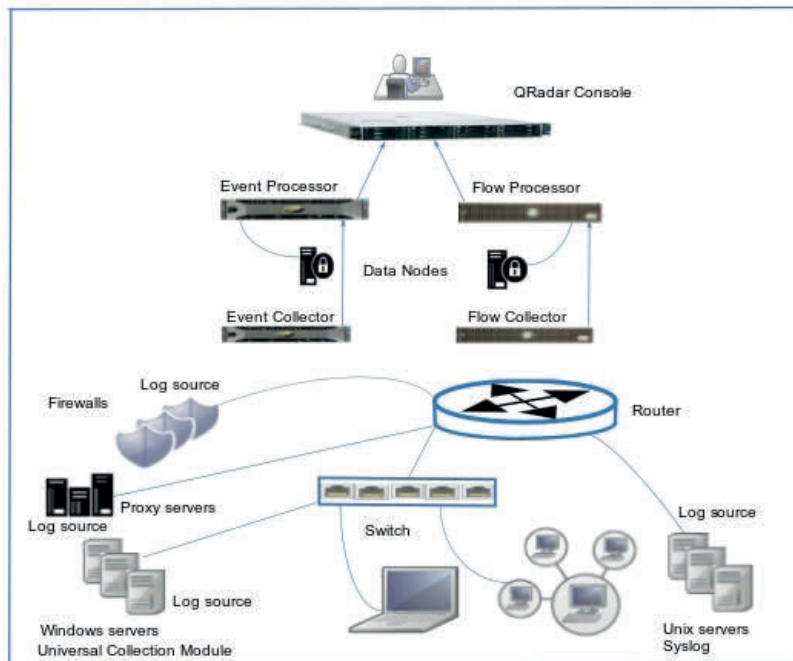 QRadar Console
Event Processor
Flow Processor
Data Nodes
Event Collector
Flow Collector
Log source
Firewalls
Router
Proxy servers
Log source
Switch
Log source
Log source
Windows servers
Universal Collection Module
Unix servers
Syslog